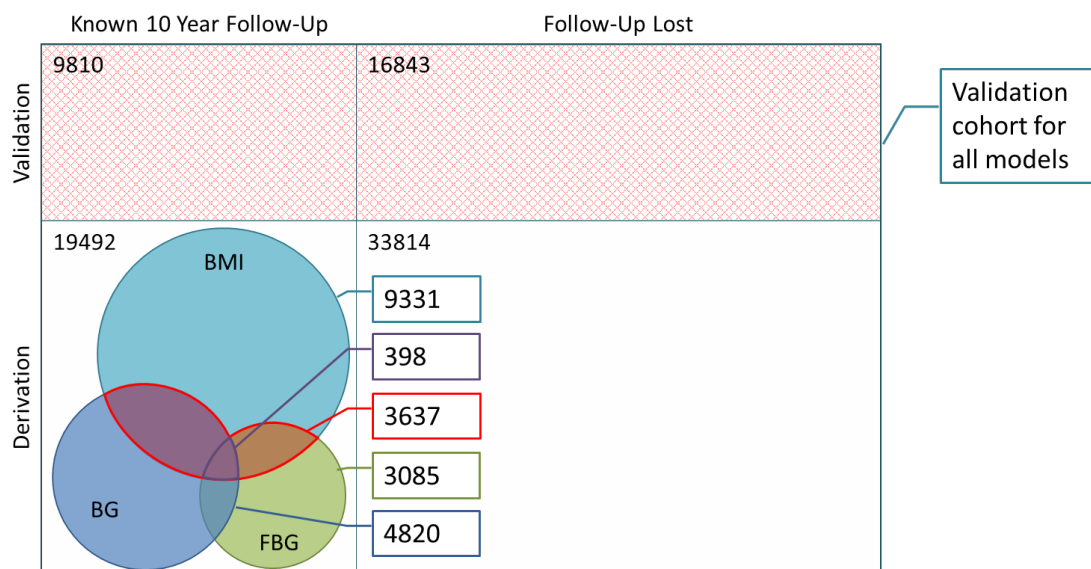 Known 10 Year Follow-Up
Follow-Up Lost
Validation
9810
16843
Validation
cohort for
all models
Derivation
19492
33814
BMI
9331
398
3637
3085
4820
BG
FBG